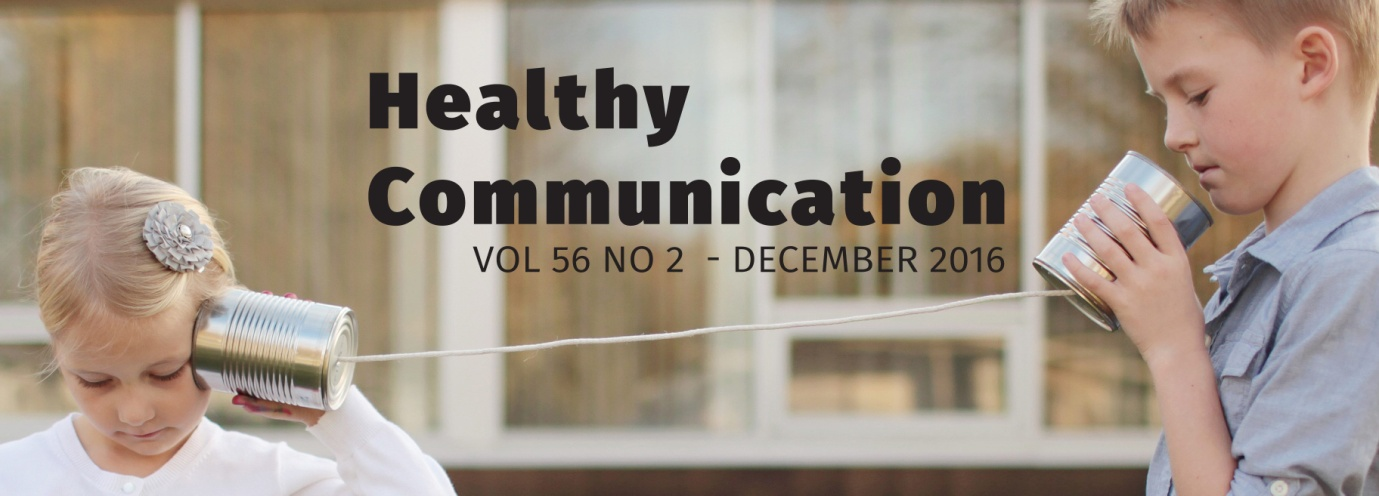 Healthy
Communication
VOL 56 NO 2 - DECEMBER 2016